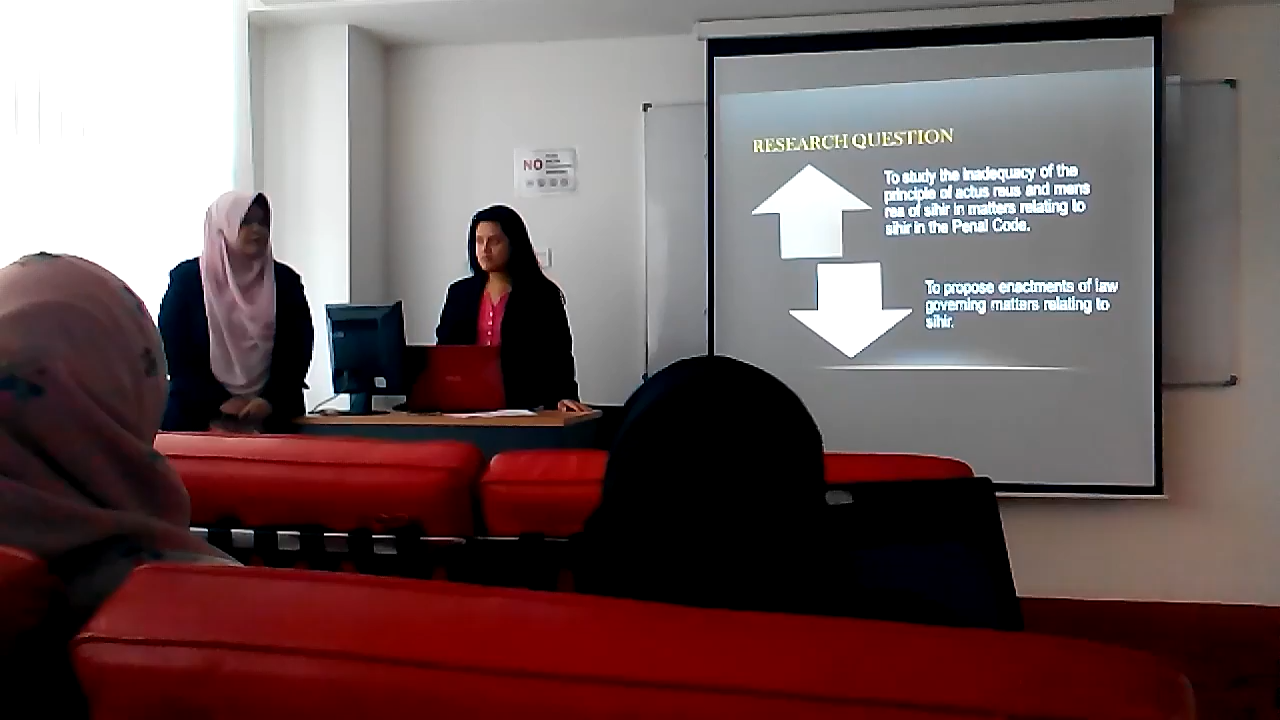 RESEARCH QUESTION
To study the inadequacy of the
principle of actus reus and mens
rea of sihir in matters relating to
sihir in the Penal Code.
To propose enactments of law
governing matters relating to
sihir.
NO